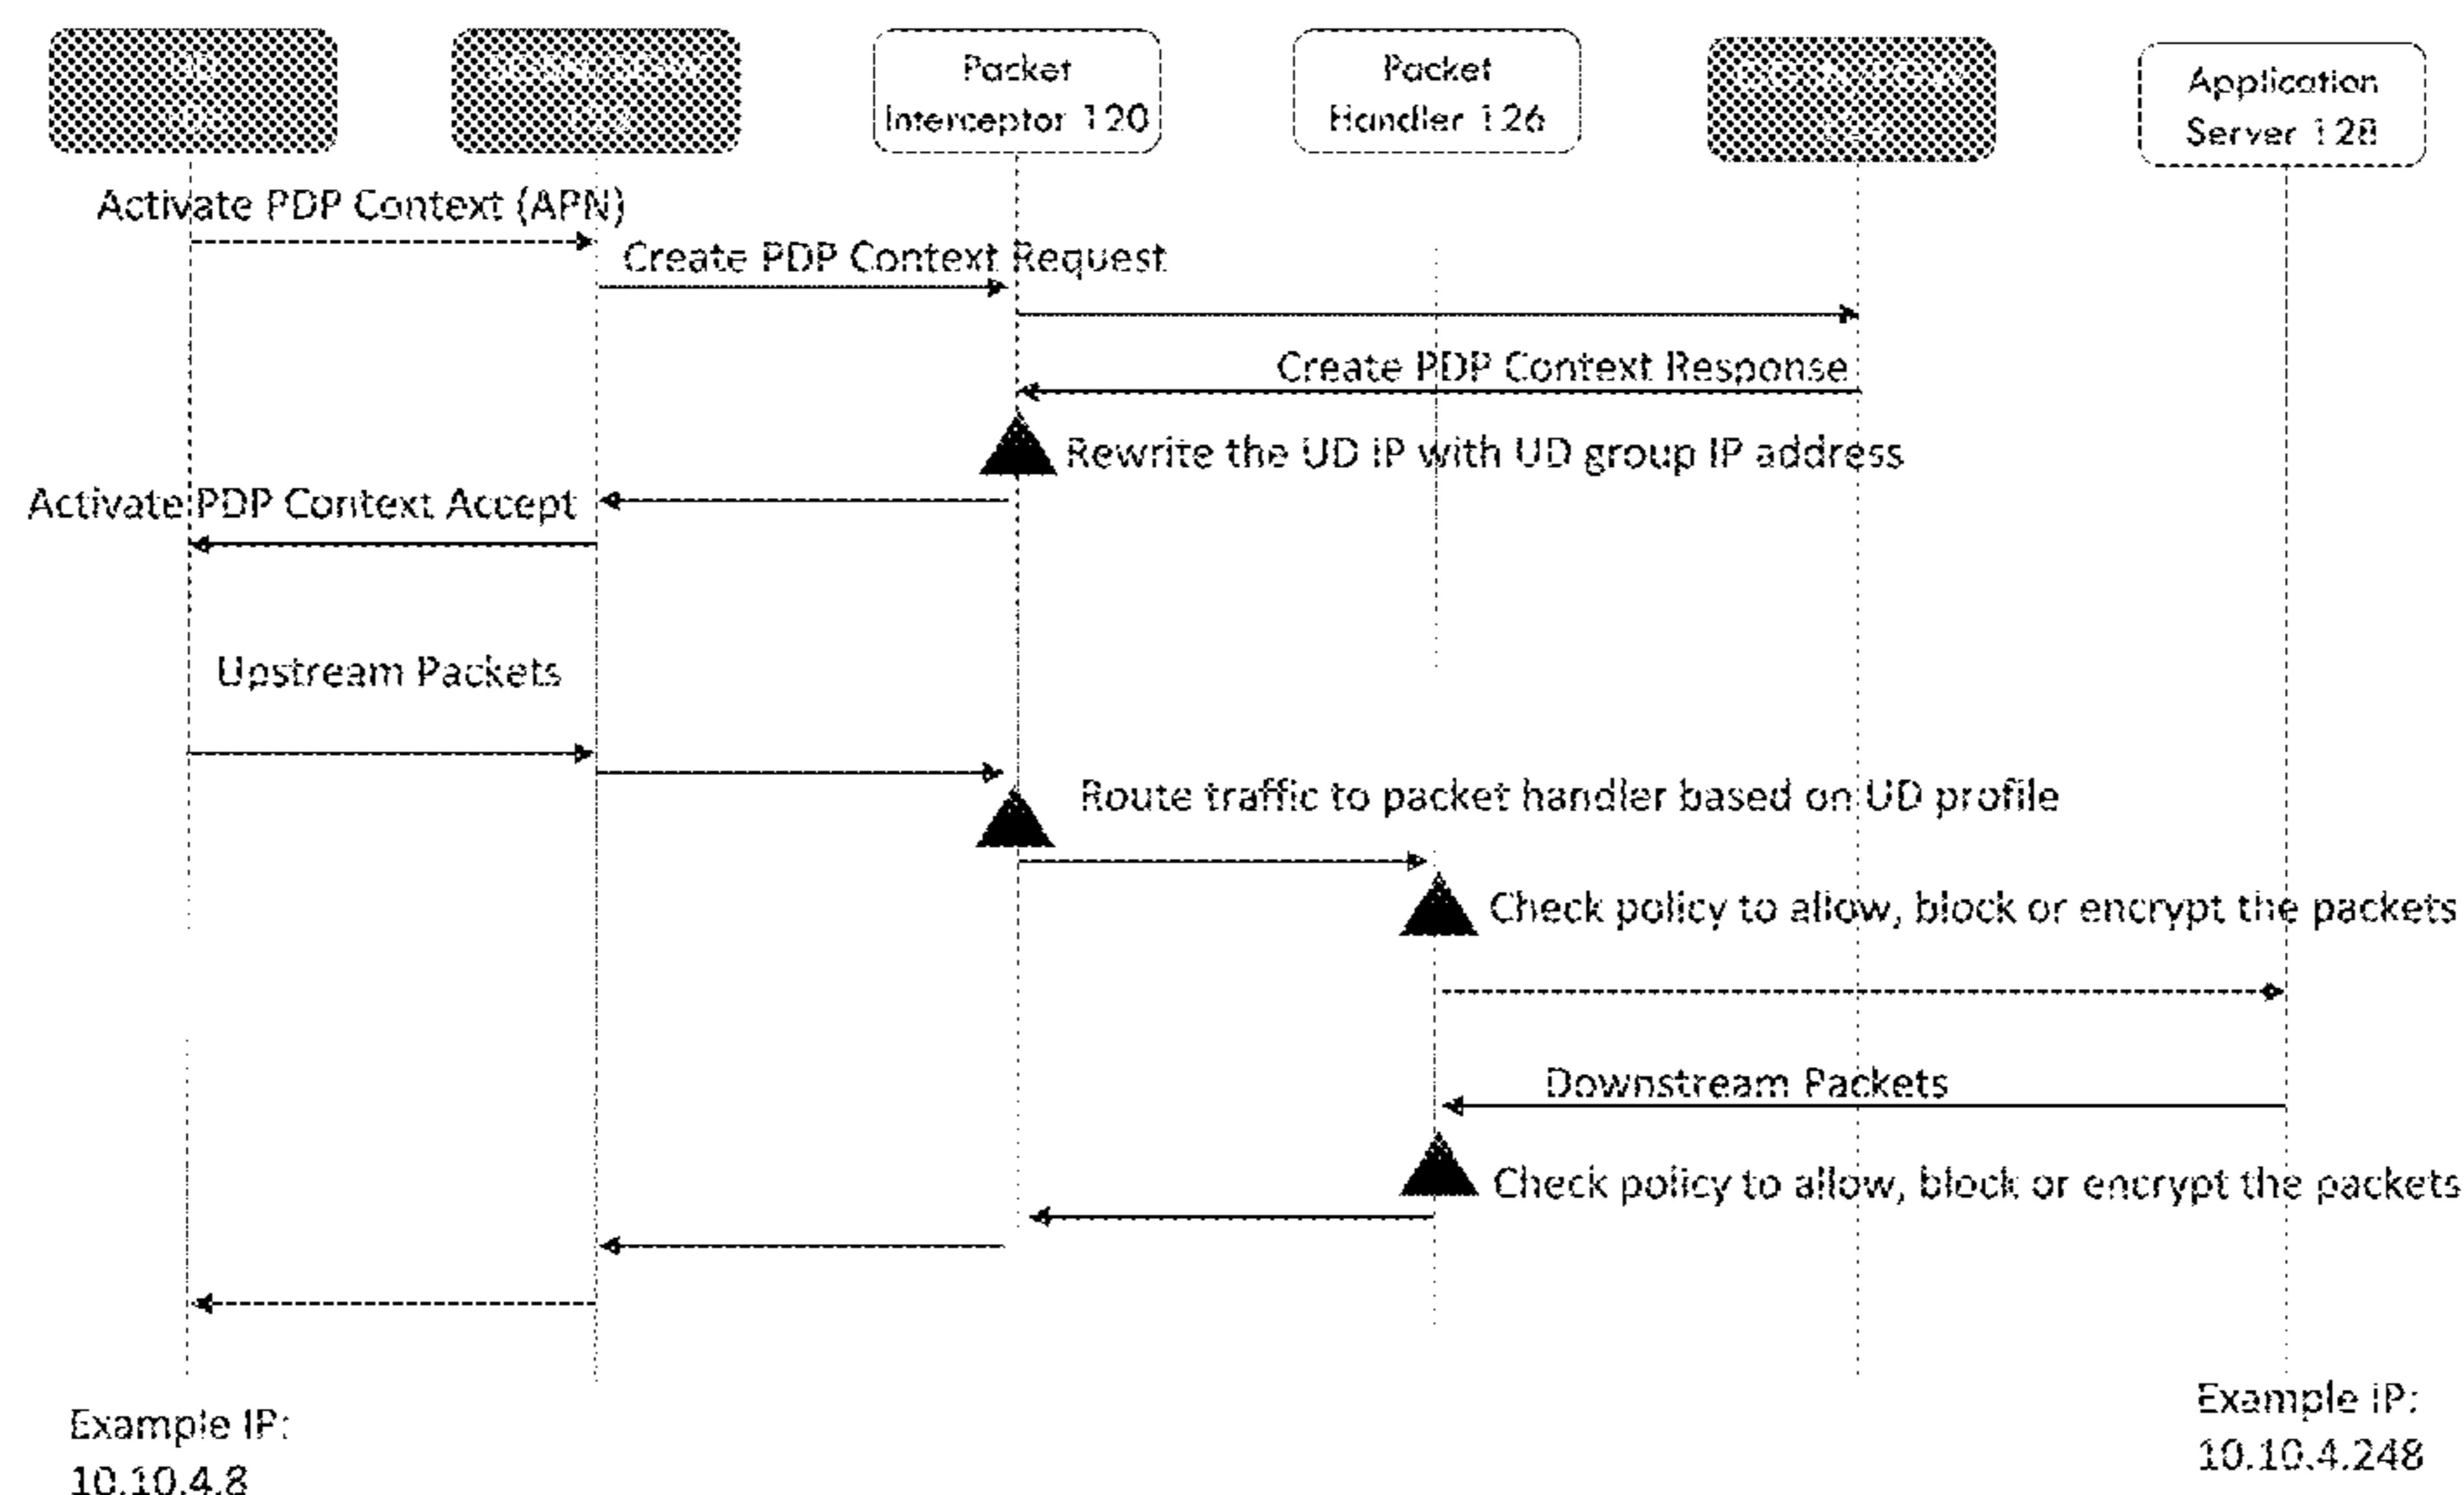 UD
Packet
Interceptor 120
Packet
Handler 126
Application
Server 128
Activate PDP Context (APN)
Create PDP Context Request
Create PDP Context Response
Rewrite the UD IP with UD group IP address
Activate PDP Context Accept
Upstream Packets
Route traffic to packet handler based on UD profile
Check policy to allow, block or encrypt the packets
Downstream Packets
Check policy to allow, block or encrypt the packets
Example IP:
10.10.4.8
Example IP:
10.10.4.248